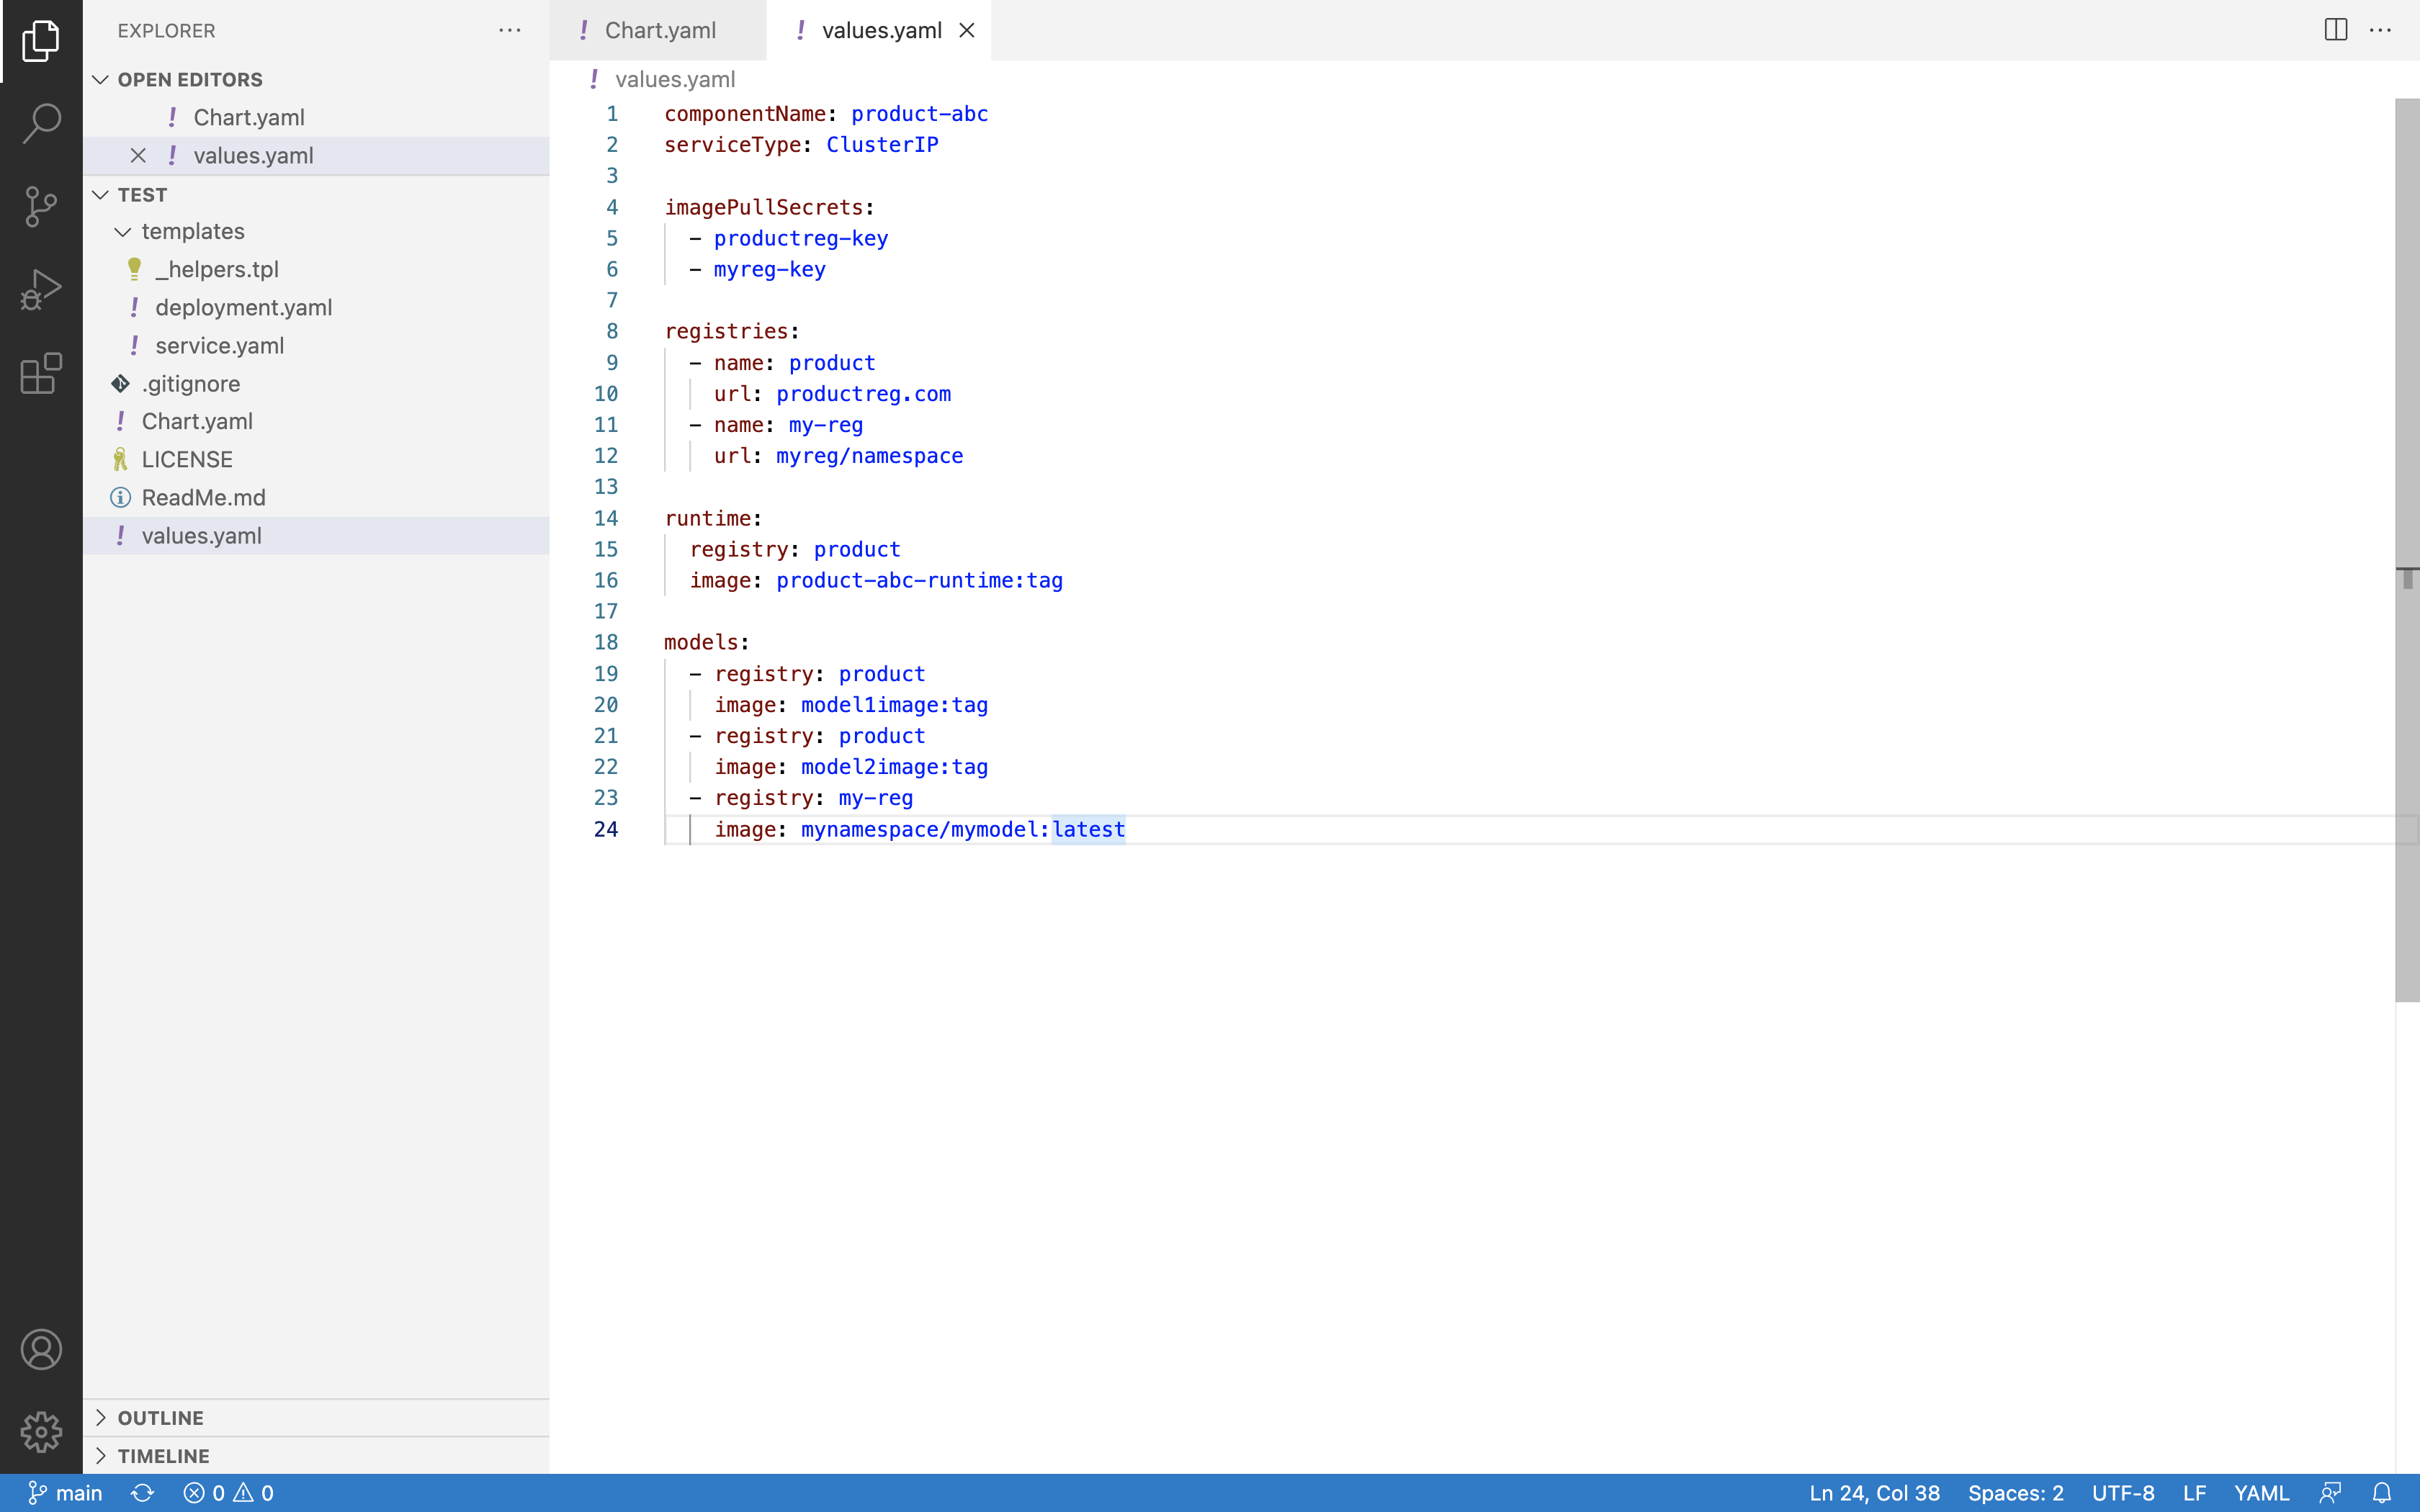 EXPLORER
OPEN EDITORS
Chart.yaml
values.yaml
TEST
templates
_helpers.tpl
deployment.yaml
service.yaml
.gitignore
Chart.yaml
LICENSE
ReadMe.md
values.yaml
OUTLINE
TIMELINE
Chart.yaml
values.yaml
values.yaml
1 componentName: product-abc
2 serviceType: ClusterIP
3
4 imagePullSecrets:
5   - productreg-key
6   - myreg-key
7
8 registries:
9   - name: product
10     url: productreg.com
11   - name: my-reg
12     url: myreg/namespace
13
14 runtime:
15   registry: product
16   image: product-abc-runtime:tag
17
18 models:
19   - registry: product
20     image: model1image:tag
21   - registry: product
22     image: model2image:tag
23   - registry: my-reg
24     image: mynamespace/mymodel:latest
main 0 0 Ln 24, Col 38 Spaces: 2 UTF-8 LF YAML